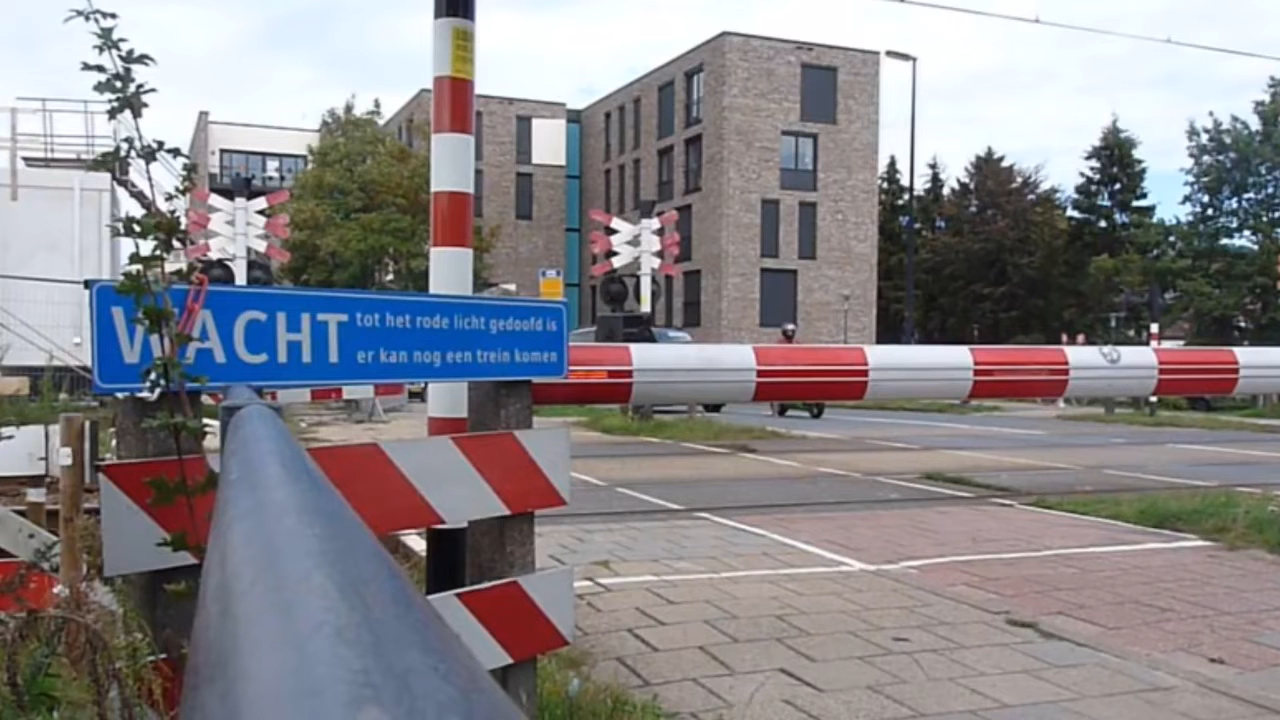 WACHT tot het rode licht gedoofd is
er kan nog een trein komen